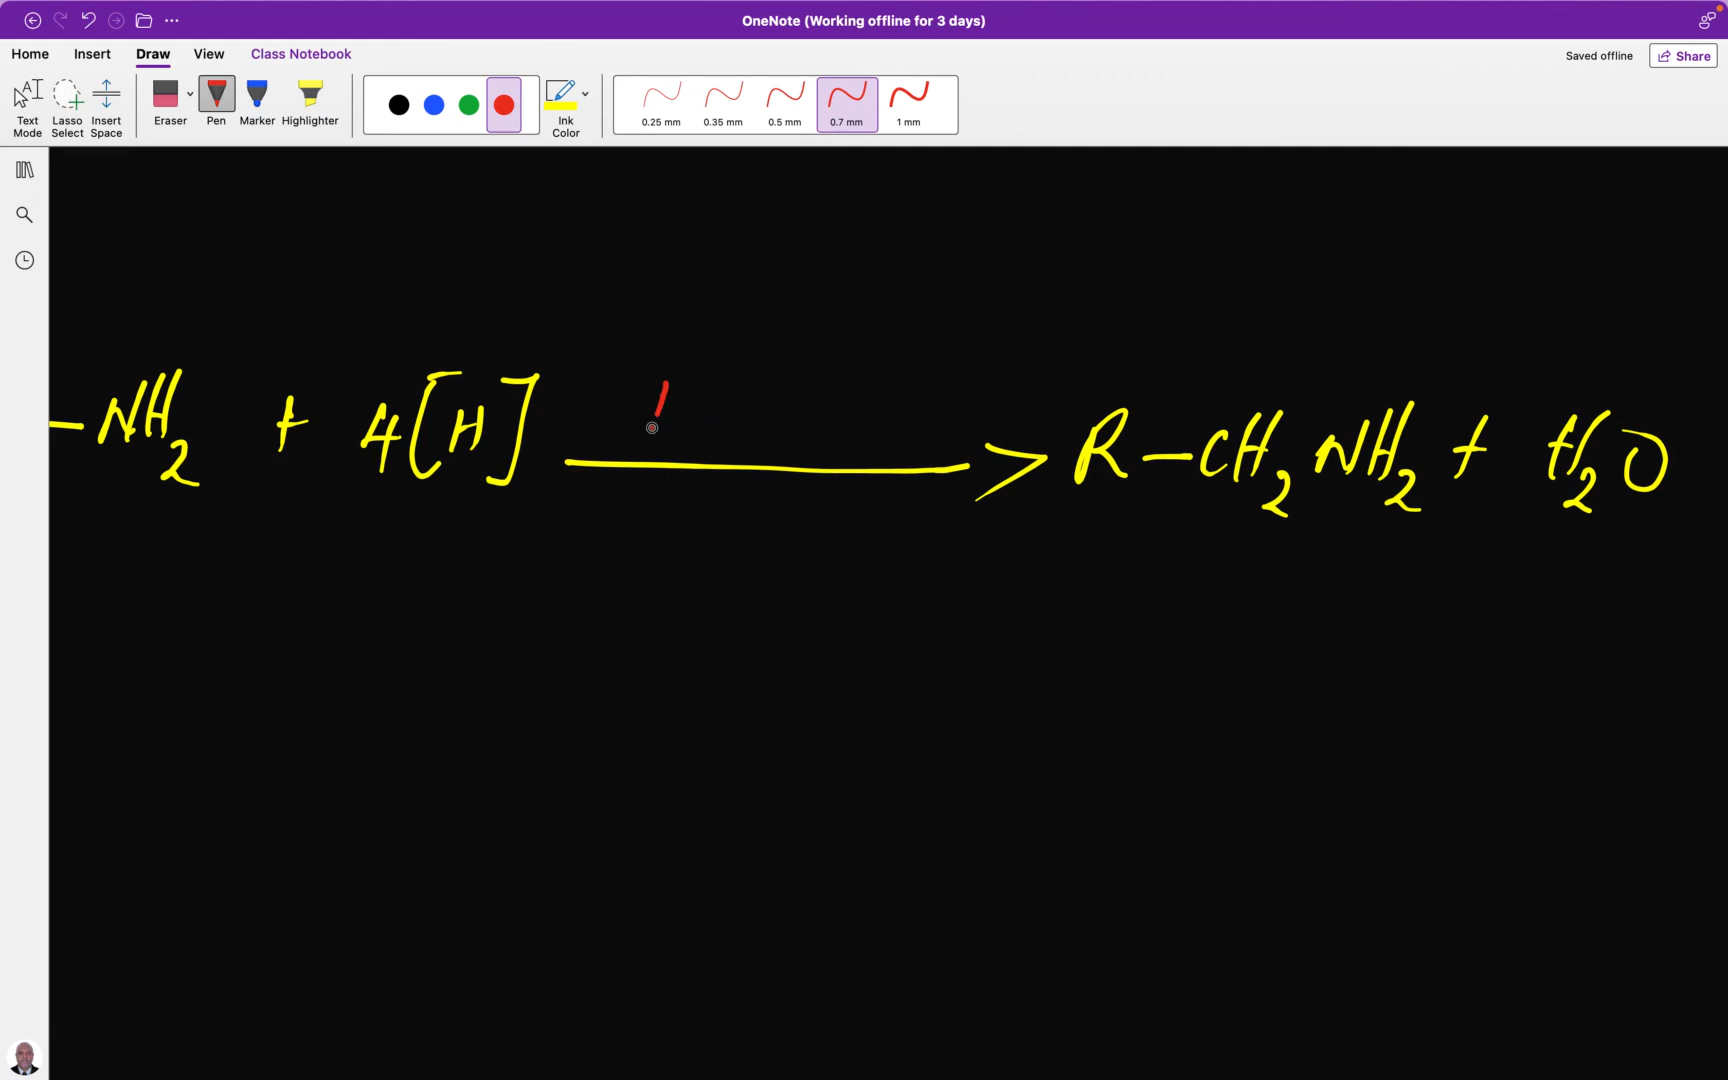 OneNote (Working offline for 3 days)
Home Insert Draw View Class Notebook
Saved offline Share
Text Mode
Lasso Select
Insert Space
Eraser
Pen
Marker
Highlighter
Ink Color
0.25 mm 0.35 mm 0.5 mm 0.7 mm 1 mm
-NH₂ + 4[H] ⟶ R-CH₂NH₂ + H₂O